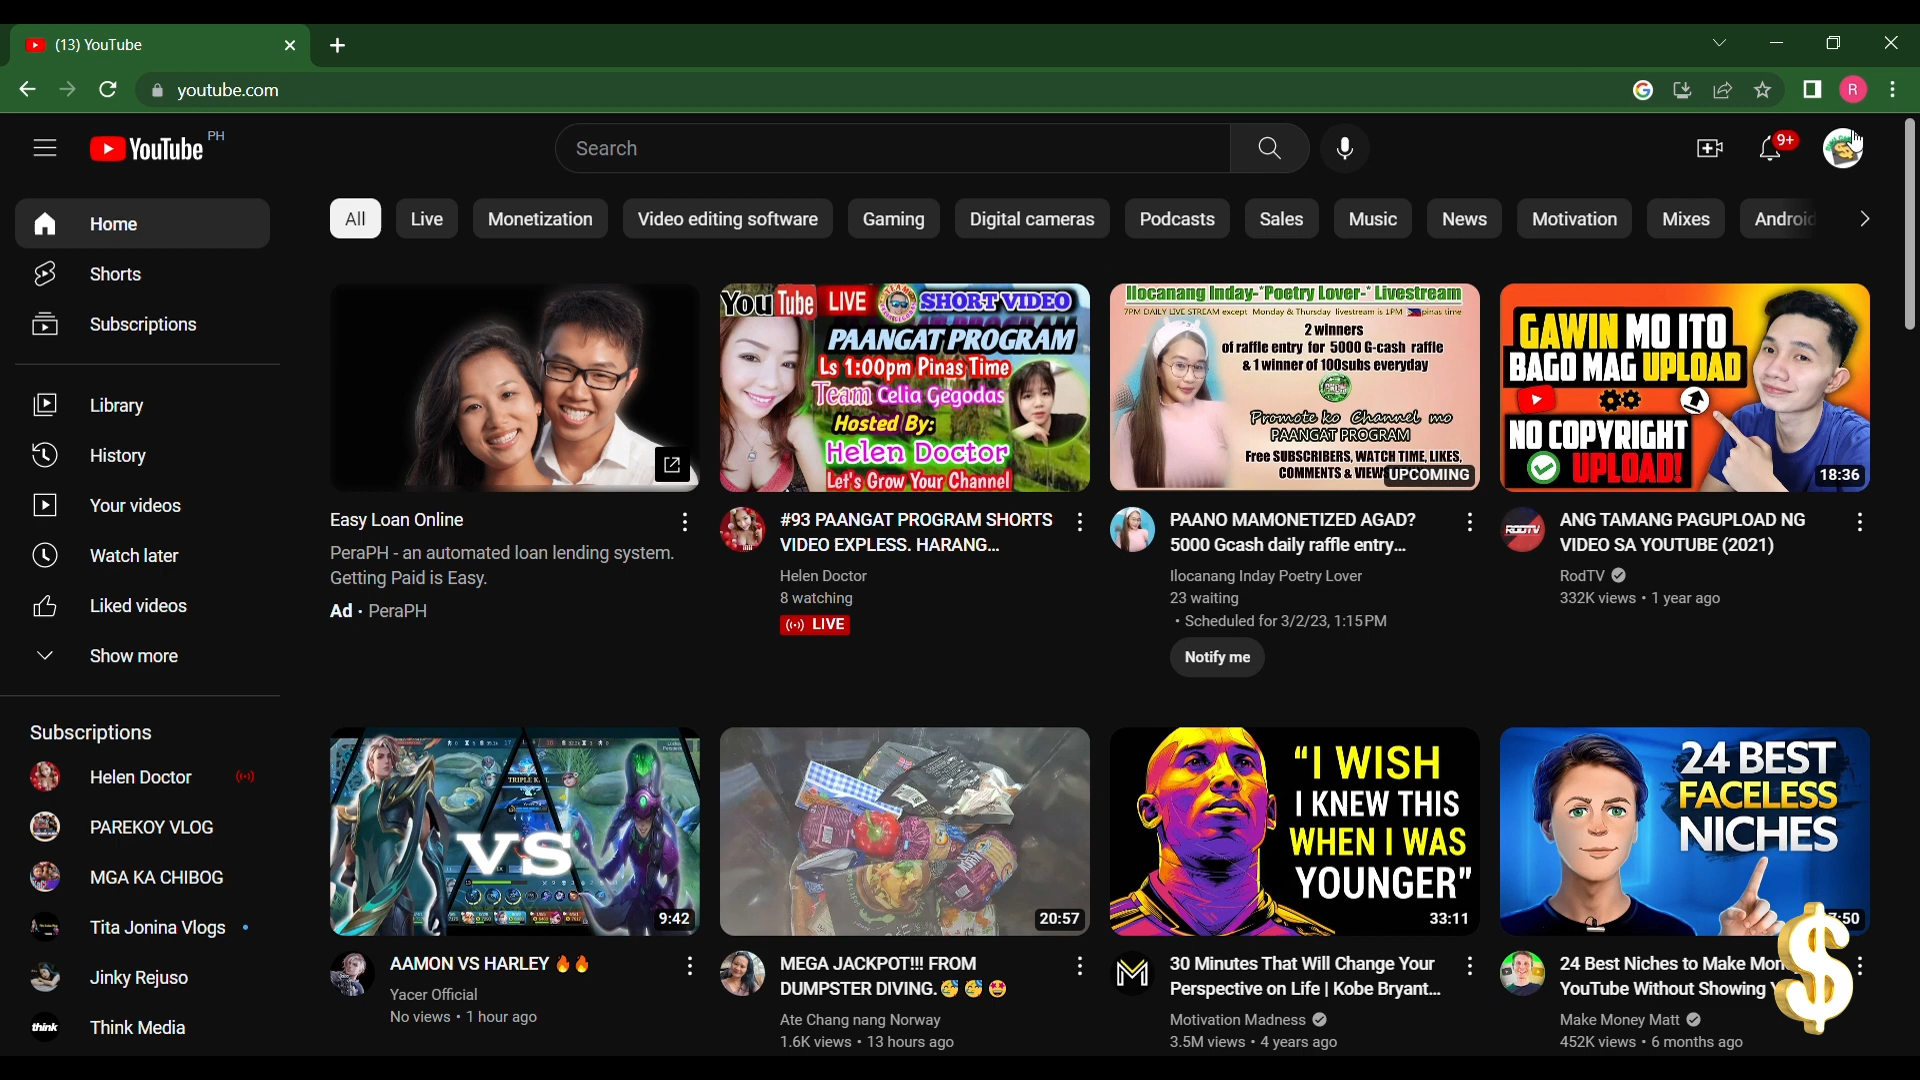 (13) YouTube
youtube.com
R
YouTube PH
Search
9+
Home
Shorts
Subscriptions
Library
History
Your videos
Watch later
Liked videos
Show more
Subscriptions
Helen Doctor
PAREKOY VLOG
MGA KA CHIBOG
Tita Jonina Vlogs
Jinky Rejuso
think
Think Media
All
Live
Monetization
Video editing software
Gaming
Digital cameras
Podcasts
Sales
Music
News
Motivation
Mixes
Android
Easy Loan Online
PeraPH - an automated loan lending system.
Getting Paid is Easy.
Ad · PeraPH
YouTube LIVE SHORT VIDEO
PAANGAT PROGRAM
Ls 1:00pm Pinas Time
Team Celia Gegodas
Hosted By:
Helen Doctor
Let's Grow Your Channel
#93 PAANGAT PROGRAM SHORTS
VIDEO EXPLESS. HARANG...
Helen Doctor
8 watching
LIVE
Ilocanang Inday-*Poetry Lover-* Livestream
7PM DAILY LIVE STREAM except Monday & Thursday livestream is 1PM pinas time
2 winners
of raffle entry for 5000 G-cash raffle
& 1 winner of 100subs everyday
Promote ko Channel mo
PAANGAT PROGRAM
Free SUBSCRIBERS, WATCH TIME, LIKES,
COMMENTS & VIEW
UPCOMING
PAANO MAMONETIZED AGAD?
5000 Gcash daily raffle entry...
Ilocanang Inday Poetry Lover
23 waiting
• Scheduled for 3/2/23, 1:15 PM
Notify me
GAWIN MO ITO
BAGO MAG UPLOAD
NO COPYRIGHT
UPLOAD!
18:36
RODTV
ANG TAMANG PAGUPLOAD NG
VIDEO SA YOUTUBE (2021)
RodTV
332K views • 1 year ago
TRIPLE KILL
VS
9:42
AAMON VS HARLEY 🔥🔥
Yacer Official
No views • 1 hour ago
20:57
MEGA JACKPOT!!! FROM
DUMPSTER DIVING.🥳🥳🤩
Ate Chang nang Norway
1.6K views • 13 hours ago
"I WISH
I KNEW THIS
WHEN I WAS
YOUNGER"
33:11
30 Minutes That Will Change Your
Perspective on Life | Kobe Bryant...
Motivation Madness
3.5M views • 4 years ago
24 BEST
FACELESS
NICHES
:50
24 Best Niches to Make Mon
YouTube Without Showing Y
Make Money Matt
452K views • 6 months ago
$